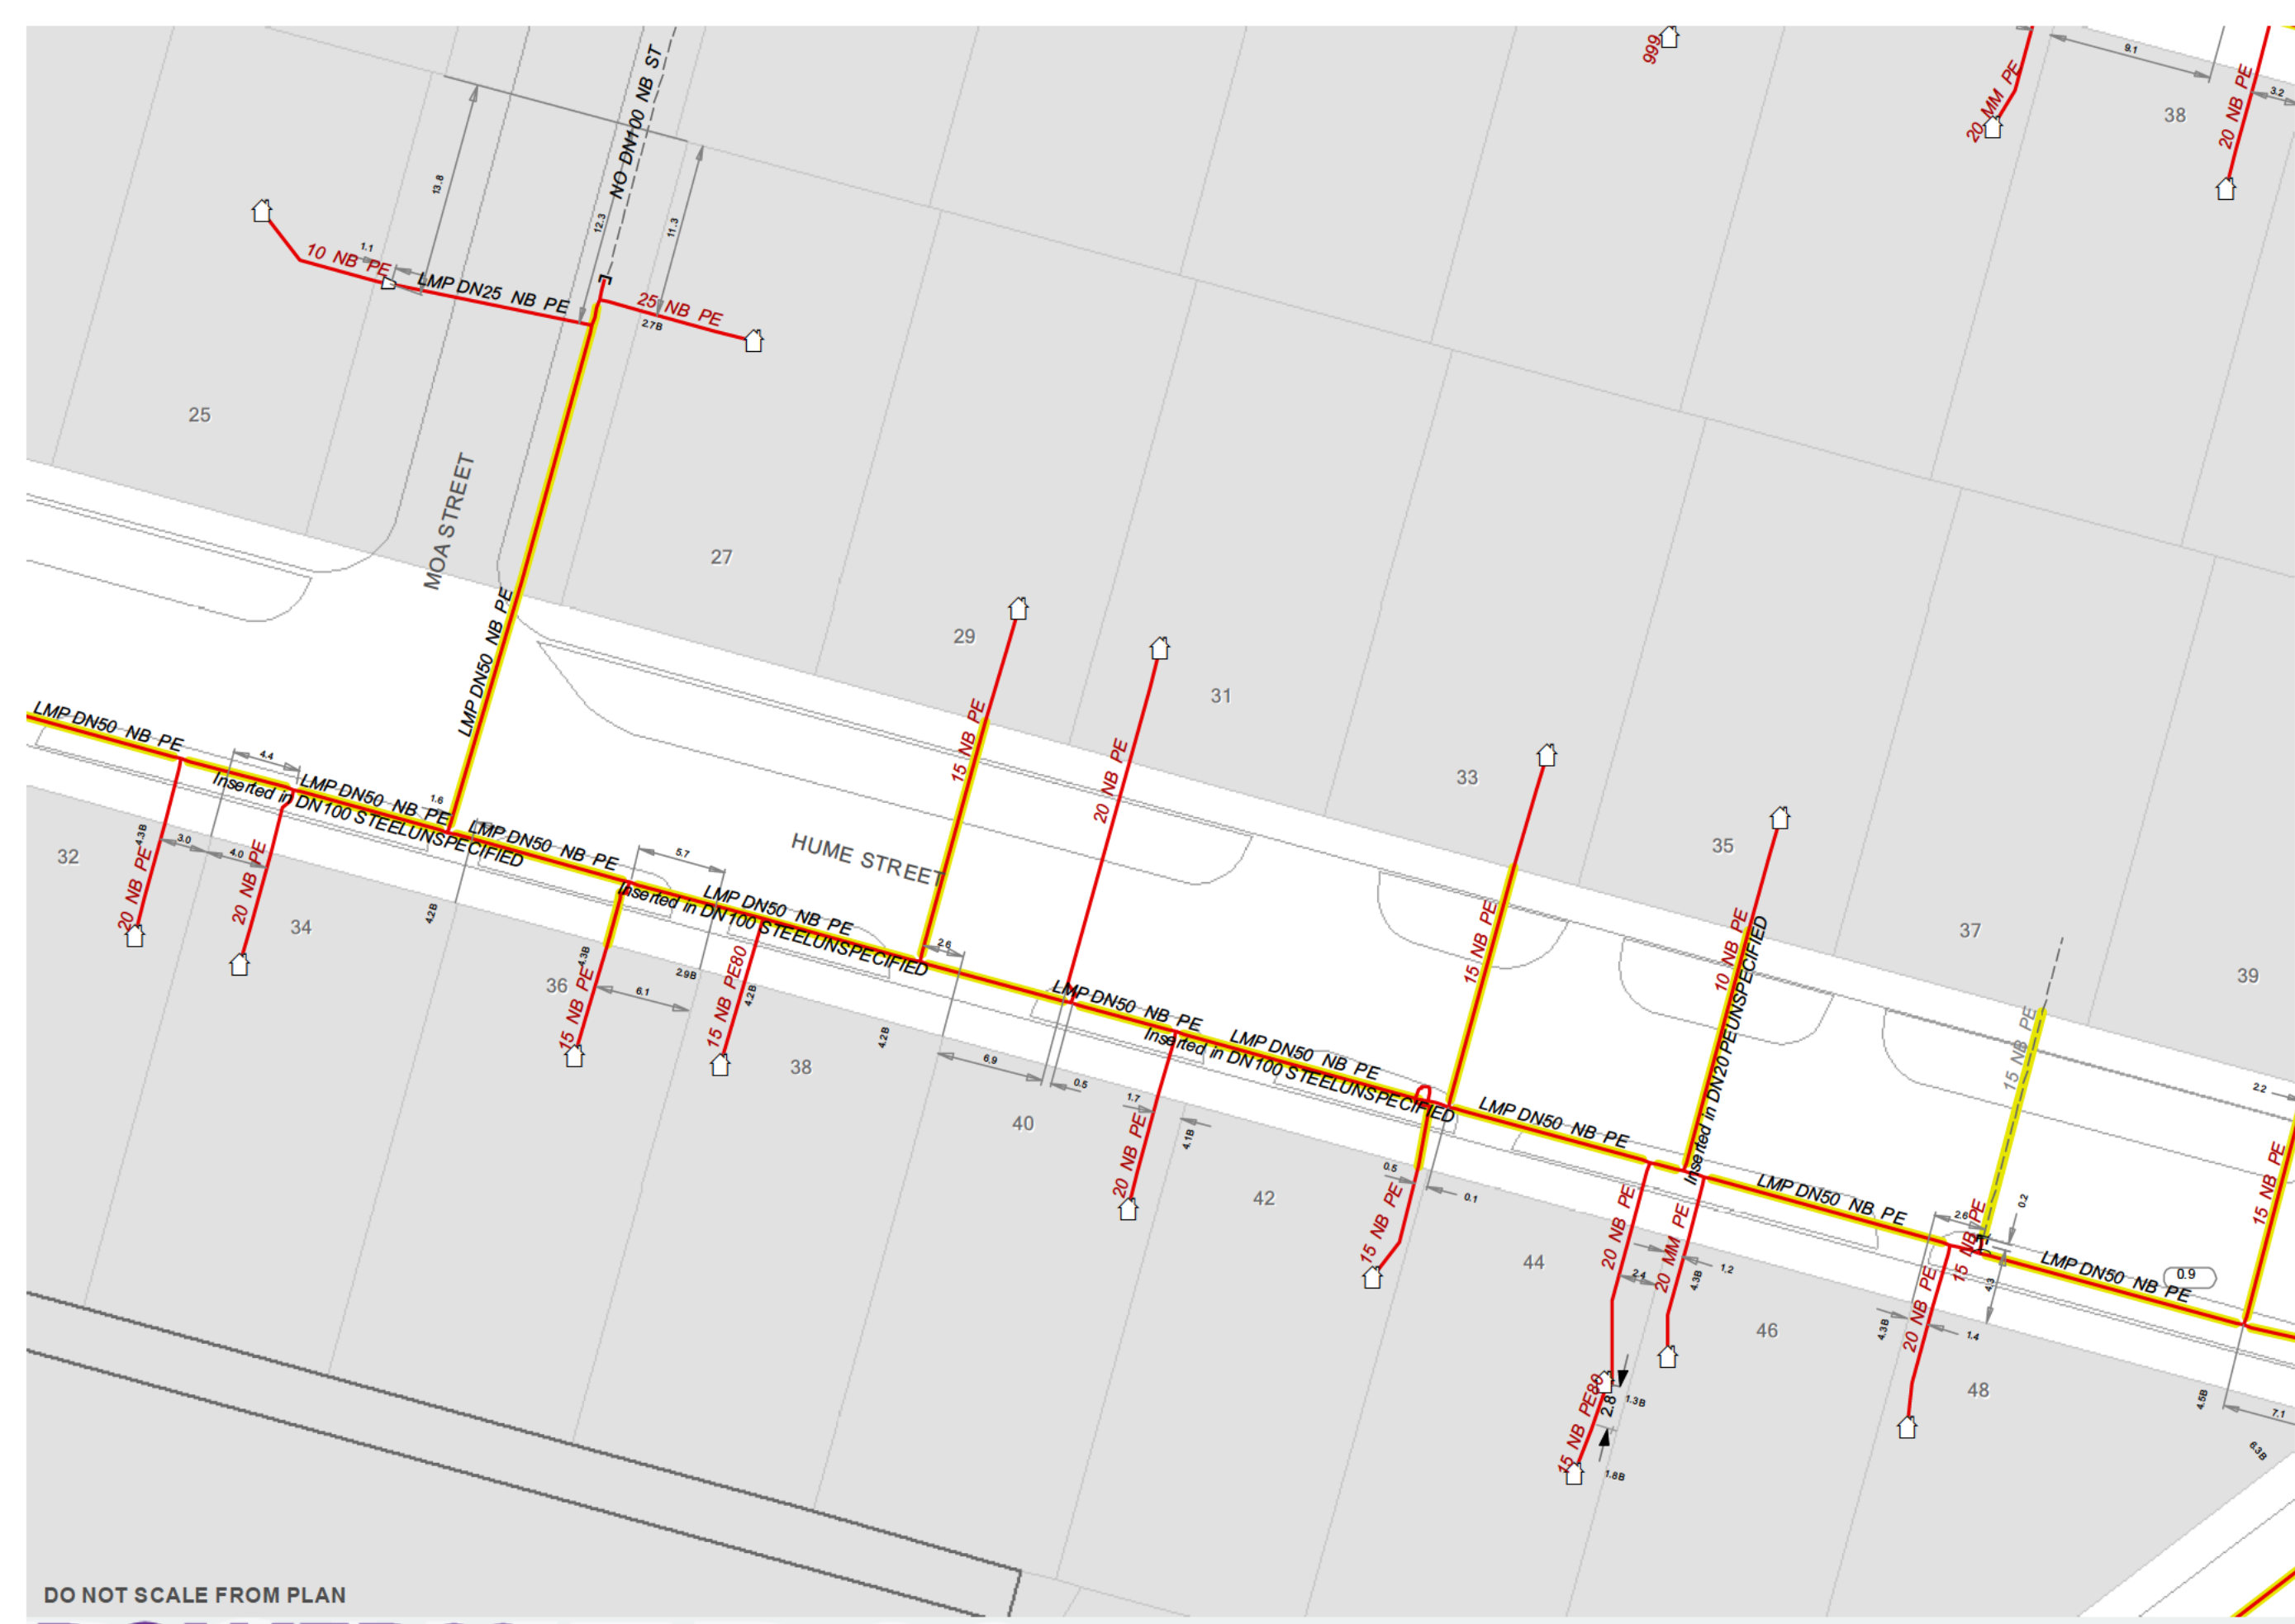 999
9.1
20 MM PE
38
20 NB PE
3.2
NO DN100 NB ST
13.8
12.3
11.3
1.1
10 NB PE
LMP DN25 NB PE
25 NB PE
2.7B
25
MOA STREET
27
LMP DN50 NB PE
29
31
15 NB PE
20 NB PE
33
35
37
39
LMP DN50 NB PE
4.4
LMP DN50 NB PE
1.6
Inserted in DN100 STEELUNSPECIFIED
LMP DN50 NB PE
HUME STREET
5.7
LMP DN50 NB PE
Inserted in DN100 STEELUNSPECIFIED
2.6
32
4.3B
3.0
4.0
20 NB PE
20 NB PE
34
4.2B
36
4.3B
15 NB PE
6.1
2.9B
15 NB PE80
4.2B
38
4.2B
6.9
0.5
LMP DN50 NB PE
LMP DN50 NB PE
Inserted in DN100 STEELUNSPECIFIED
15 NB PE
10 NB PE
Inserted in DN20 PEUNSPECIFIED
15 NB PE
2.2
40
1.7
20 NB PE
4.1B
42
0.5
0.1
15 NB PE
LMP DN50 NB PE
LMP DN50 NB PE
2.6
15 NB PE
0.2
4.3
LMP DN50 NB PE
0.9
15 NB PE
44
20 NB PE
2.4
20 MM PE
4.3B
1.2
46
4.3B
20 NB PE
1.4
48
4.5B
7.1
6.3B
15 NB PE80
2.8
1.3B
1.8B
DO NOT SCALE FROM PLAN